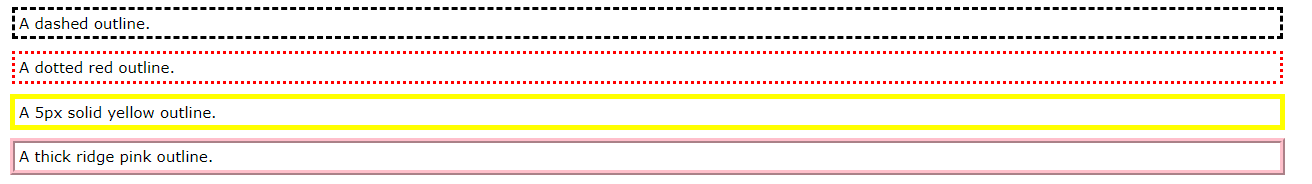 A dashed outline.
A dotted red outline.
A 5px solid yellow outline.
A thick ridge pink outline.